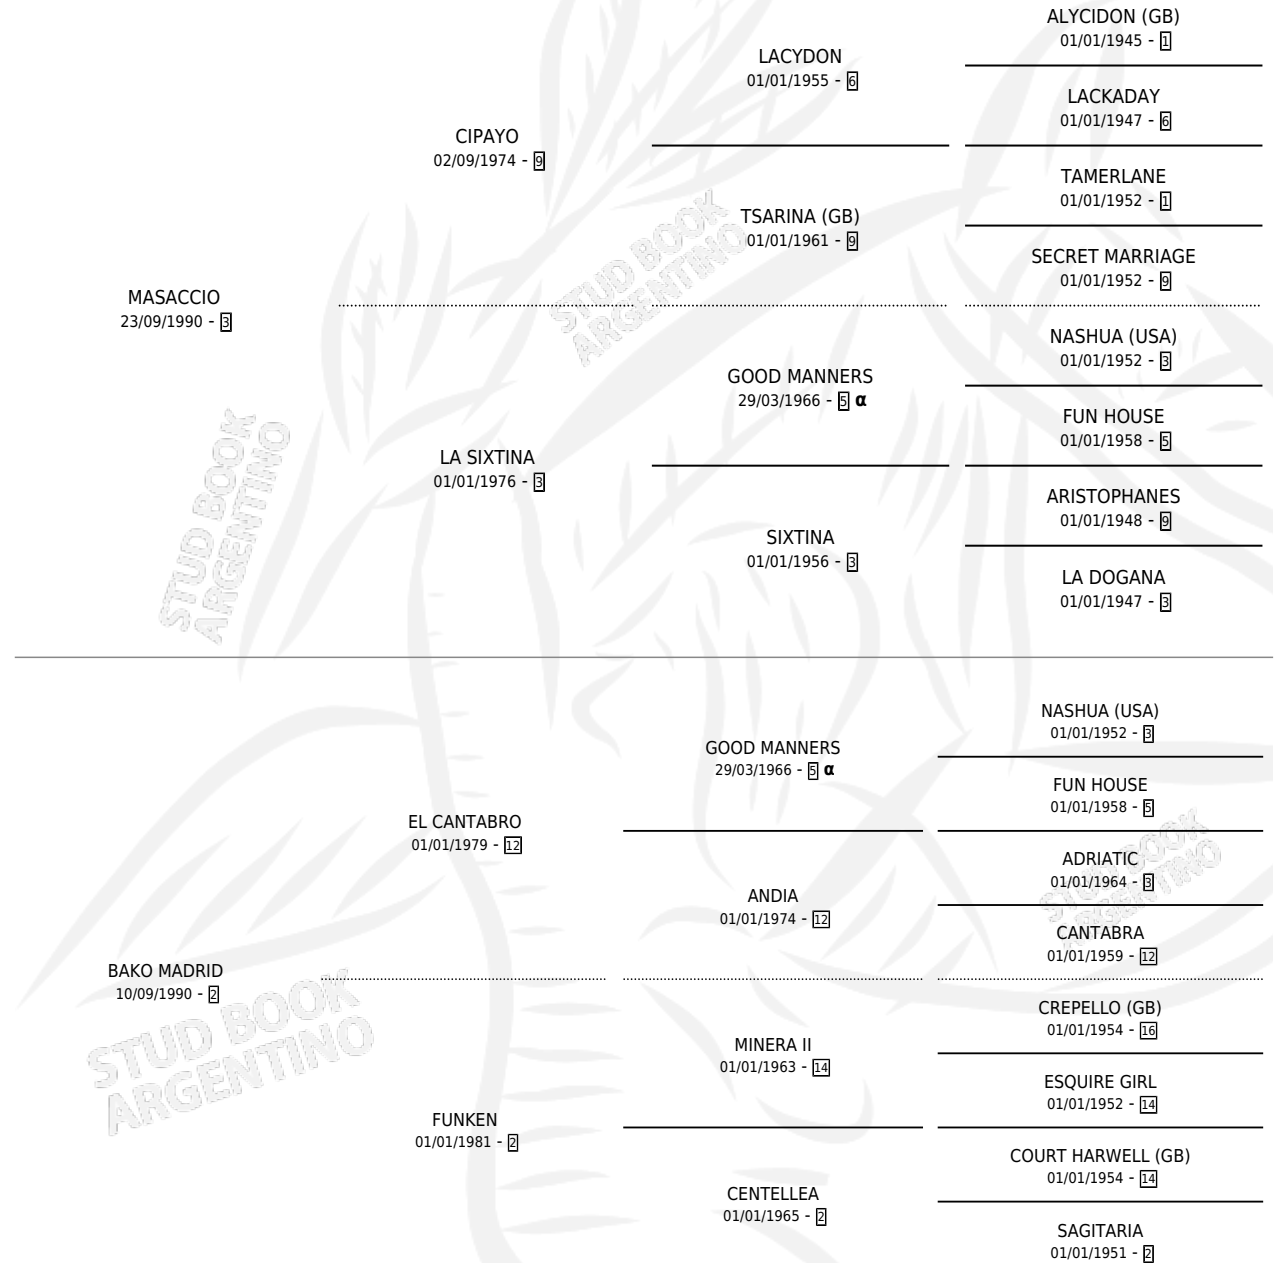 MASACCIO
23/09/1990 - 3
CIPAYO
02/09/1974 - 9
LACYDON
01/01/1955 - 6
ALYCIDON (GB)
01/01/1945 - 1
LACKADAY
01/01/1947 - 6
TSARINA (GB)
01/01/1961 - 9
TAMERLANE
01/01/1952 - 1
SECRET MARRIAGE
01/01/1952 - 9
LA SIXTINA
01/01/1976 - 3
GOOD MANNERS
29/03/1966 - 5 α
NASHUA (USA)
01/01/1952 - 3
FUN HOUSE
01/01/1958 - 5
SIXTINA
01/01/1956 - 3
ARISTOPHANES
01/01/1948 - 9
LA DOGANA
01/01/1947 - 3
BAKO MADRID
10/09/1990 - 2
EL CANTABRO
01/01/1979 - 12
GOOD MANNERS
29/03/1966 - 5 α
NASHUA (USA)
01/01/1952 - 3
FUN HOUSE
01/01/1958 - 5
ANDIA
01/01/1974 - 12
ADRIATIC
01/01/1964 - 3
CANTABRA
01/01/1959 - 12
FUNKEN
01/01/1981 - 2
MINERA II
01/01/1963 - 14
CREPELLO (GB)
01/01/1954 - 16
ESQUIRE GIRL
01/01/1952 - 14
CENTELLEA
01/01/1965 - 2
COURT HARWELL (GB)
01/01/1954 - 14
SAGITARIA
01/01/1951 - 2
STUD BOOK
ARGENTINO
STUD BOOK
ARGENTINO
STUD BOOK
ARGENTINO
STUD BOOK
ARGENTINO